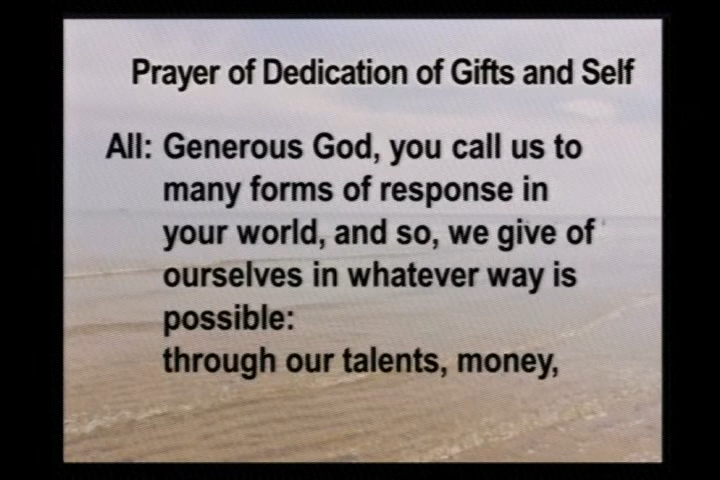 Prayer of Dedication of Gifts and Self
All: Generous God, you call us to
many forms of response in
your world, and so, we give of
ourselves in whatever way is
possible:
through our talents, money,